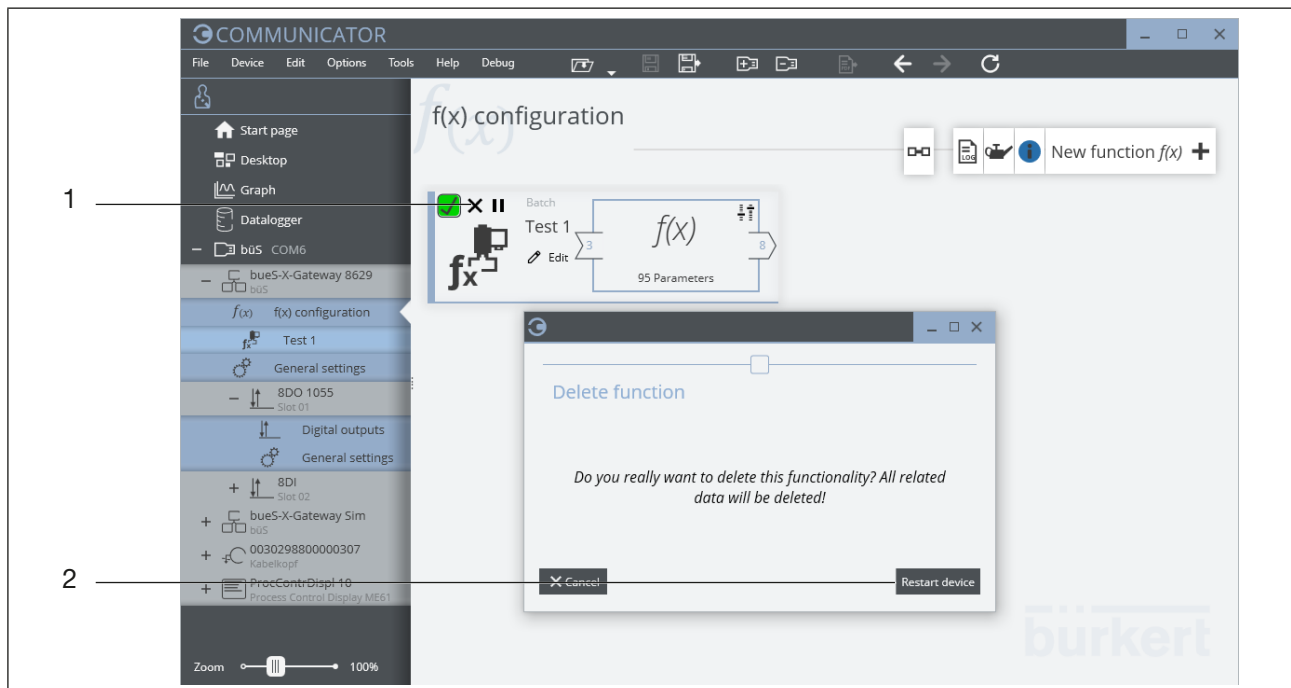 COMMUNICATOR
File Device Edit Options Tools Help Debug
Start page
Desktop
Graph
Datalogger
büS COM6
bueS-X-Gateway 8629
büS
f(x) f(x) configuration
fx Test 1
General settings
8DO 1055
Slot 01
Digital outputs
General settings
8DI
Slot 02
bueS-X-Gateway Sim
büS
0030298800000307
Kabelkopf
ProcContrDispl 10
Process Control Display ME61
Zoom 100%
f(x)
f(x) configuration
LOG
New function f(x)
1
Batch
Test 1
Edit
fx
3
f(x)
8
95 Parameters
Delete function
Do you really want to delete this functionality? All related
data will be deleted!
2
Cancel
Restart device
bürkert